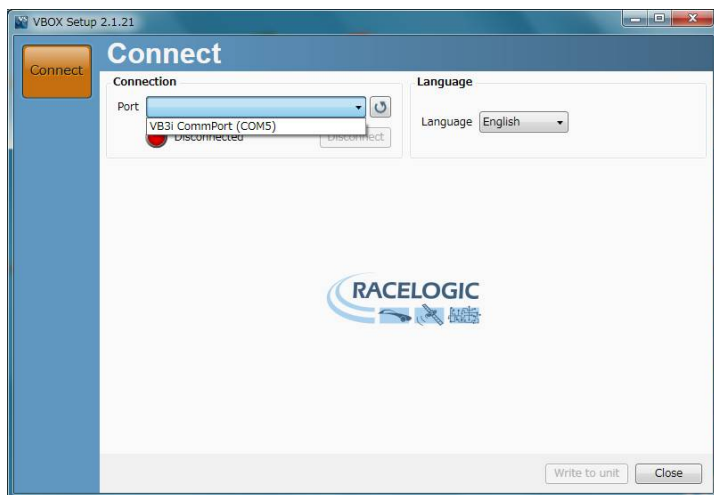 VBOX Setup 2.1.21
Connect
Connect
Connection
Port
VB3i CommPort (COM5)
Disconnected
Disconnect
Language
Language English
RACELOGIC
Write to unit
Close